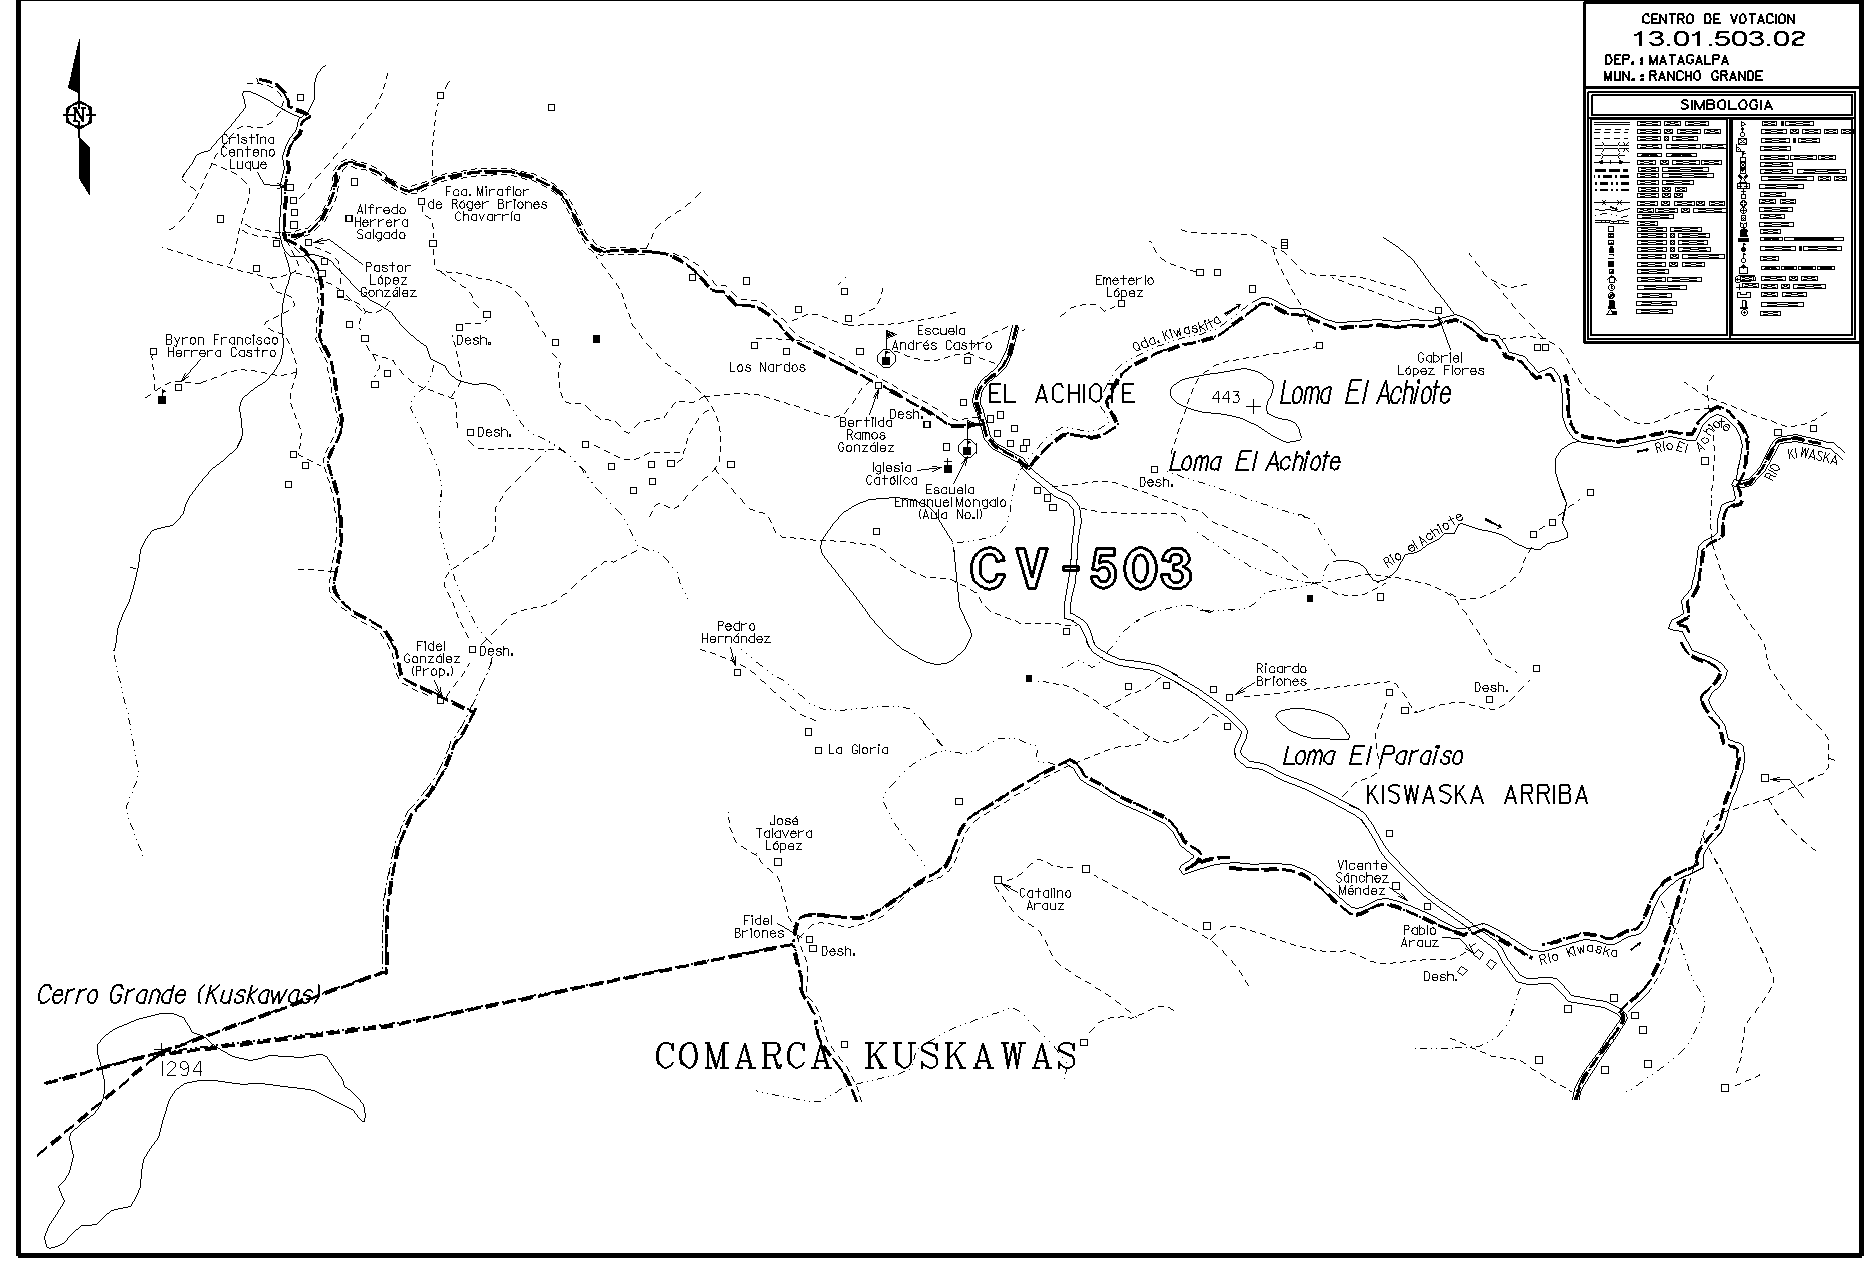 CENTRO DE VOTACION
13.01.503.02
DEP.: MATAGALPA
MUN.: RANCHO GRANDE
SIMBOLOGIA
N
Cristina
Centeno
Luque
Alfredo
Herrera
Salgado
Fca. Miraflor
de Róger Briones
Chavarría
Pastor
López
González
Emeterio
López
Qda. Kiwaskita
Byron Francisco
Herrera Castro
Desh.
Escuela
Andrés Castro
Los Nardos
Gabriel
López Flores
EL ACHIOTE
443
Loma El Achiote
Desh.
Bertilda
Ramos
González
Desh.
Río El Achiote
Río KIWASKA
Iglesia
Católica
Loma El Achiote
Desh.
Escuela
Enmanuel Mongalo
(Aula No.1)
Río el Achiote
CV-503
Pedro
Hernández
Fidel
González
(Prop.)
Desh.
Ricardo
Briones
Desh.
La Gloria
Loma El Paraiso
KISWASKA ARRIBA
José
Talavera
López
Vicente
Sánchez
Méndez
Catalino
Arauz
Fidel
Briones
Desh.
Pablo
Arauz
Río Kiwaska
Desh.
Cerro Grande (Kuskawas)
1294
COMARCA KUSKAWAS